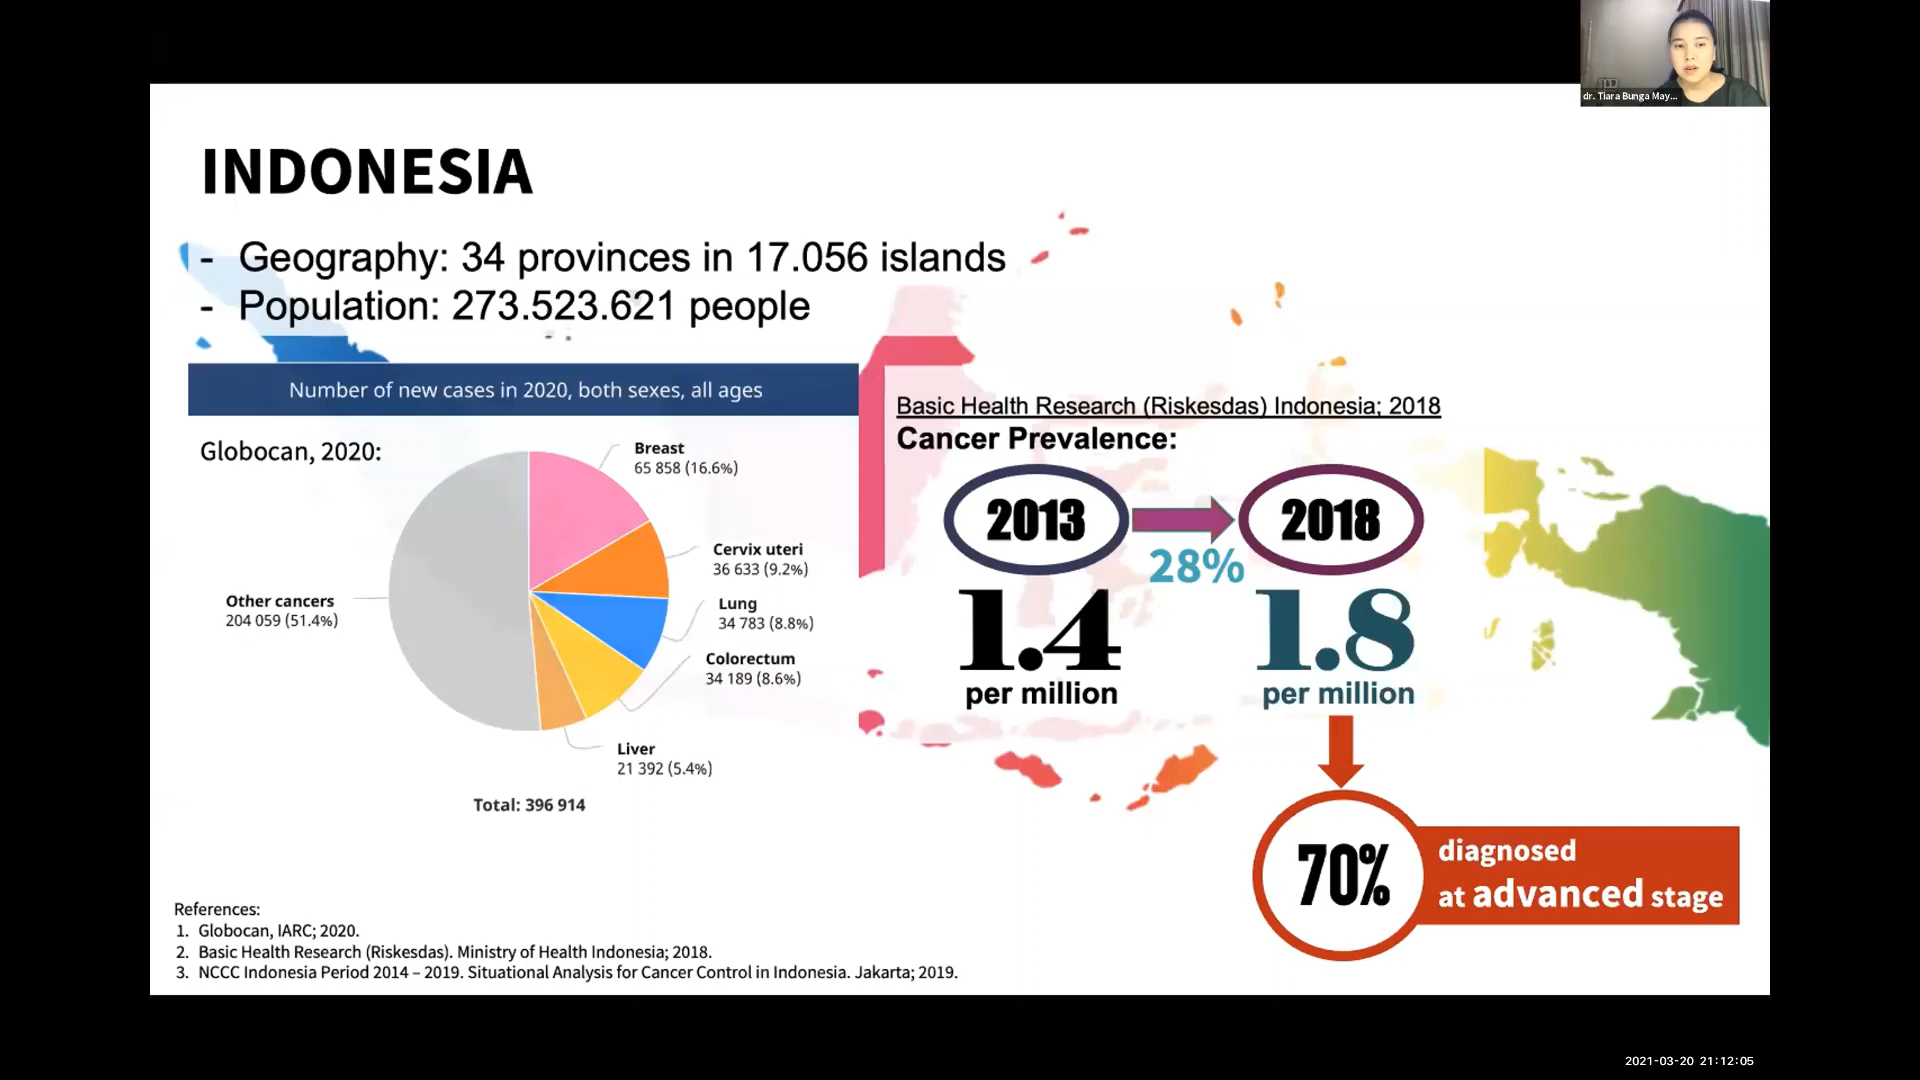 dr. Tiara Bunga May...
INDONESIA
- Geography: 34 provinces in 17.056 islands
- Population: 273.523.621 people
Number of new cases in 2020, both sexes, all ages
Globocan, 2020:
Breast
65 858 (16.6%)
Cervix uteri
36 633 (9.2%)
Lung
34 783 (8.8%)
Colorectum
34 189 (8.6%)
Liver
21 392 (5.4%)
Other cancers
204 059 (51.4%)
Total: 396 914
Basic Health Research (Riskesdas) Indonesia; 2018
Cancer Prevalence:
2013
28%
2018
1.4
per million
1.8
per million
70%
diagnosed
at advanced stage
References:
1. Globocan, IARC; 2020.
2. Basic Health Research (Riskesdas). Ministry of Health Indonesia; 2018.
3. NCCC Indonesia Period 2014 – 2019. Situational Analysis for Cancer Control in Indonesia. Jakarta; 2019.
2021-03-20 21:12:05